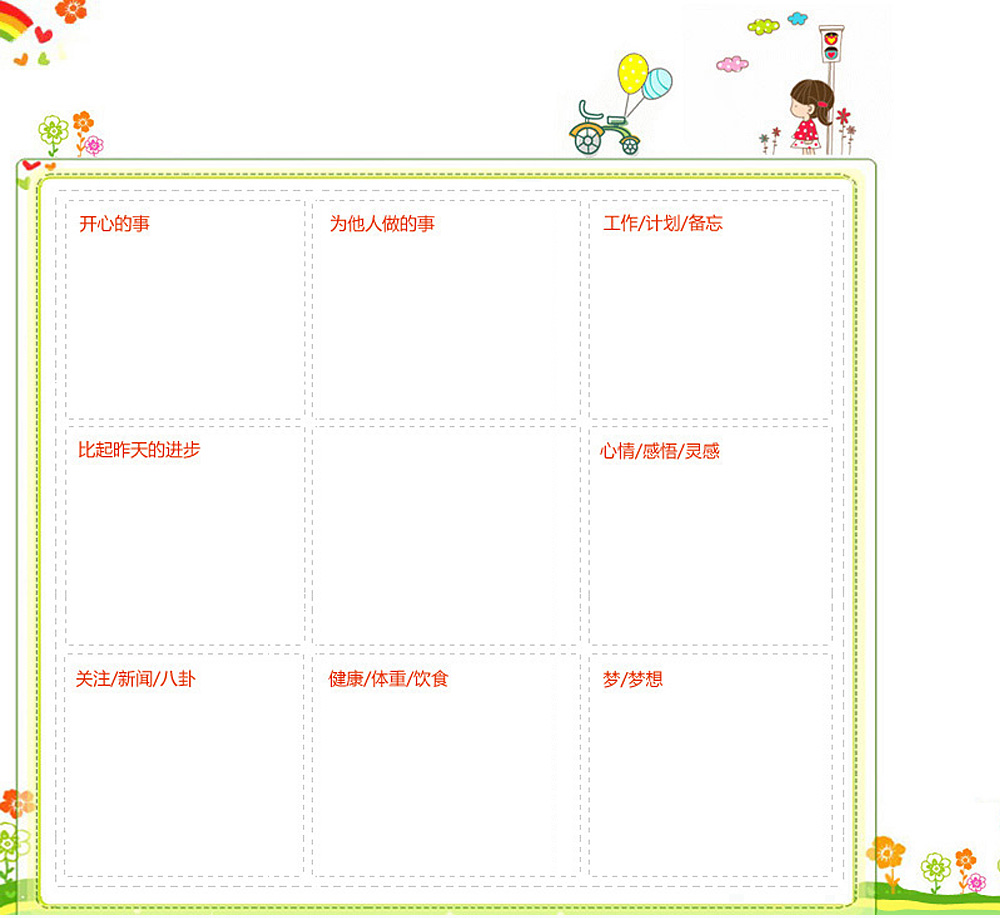 开心的事
为他人做的事
工作/计划/备忘
比起昨天的进步
心情/感悟/灵感
关注/新闻/八卦
健康/体重/饮食
梦/梦想